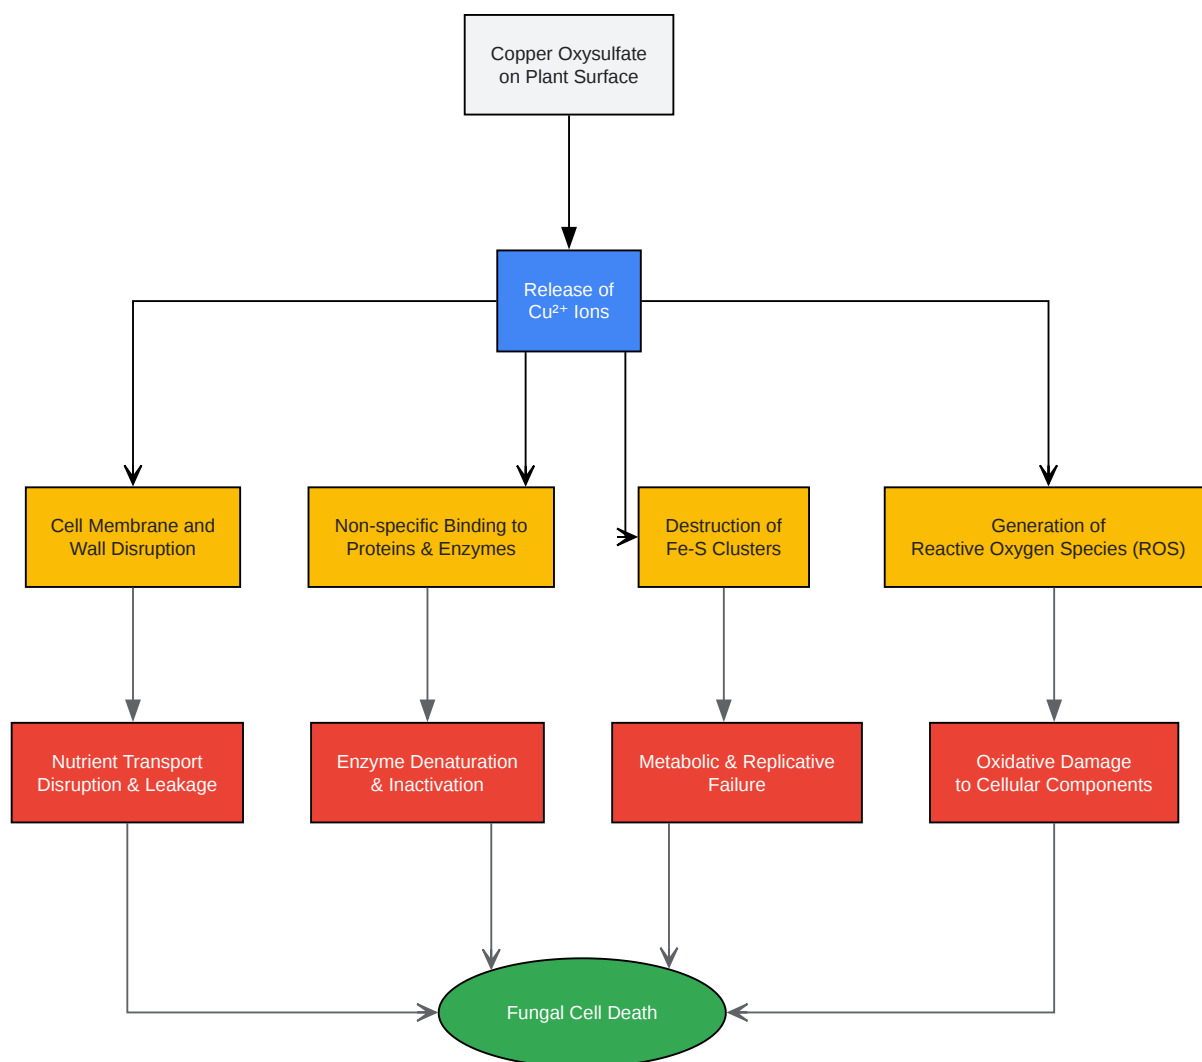 Copper Oxysulfate
on Plant Surface
Release of
Cu²⁺ Ions
Cell Membrane and
Wall Disruption
Non-specific Binding to
Proteins & Enzymes
Destruction of
Fe-S Clusters
Generation of
Reactive Oxygen Species (ROS)
Nutrient Transport
Disruption & Leakage
Enzyme Denaturation
& Inactivation
Metabolic & Replicative
Failure
Oxidative Damage
to Cellular Components
Fungal Cell Death